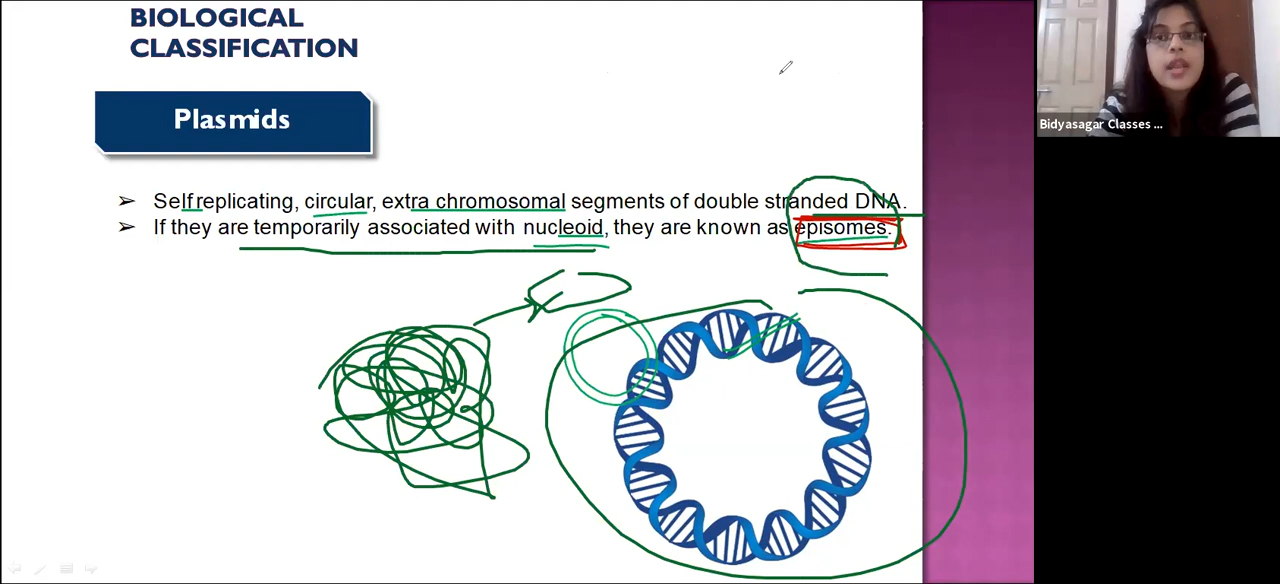 BIOLOGICAL
CLASSIFICATION
Plasmids
➢ Self replicating, circular, extra chromosomal segments of double stranded DNA.
➢ If they are temporarily associated with nucleoid, they are known as episomes.
Bidyasagar Classes ...